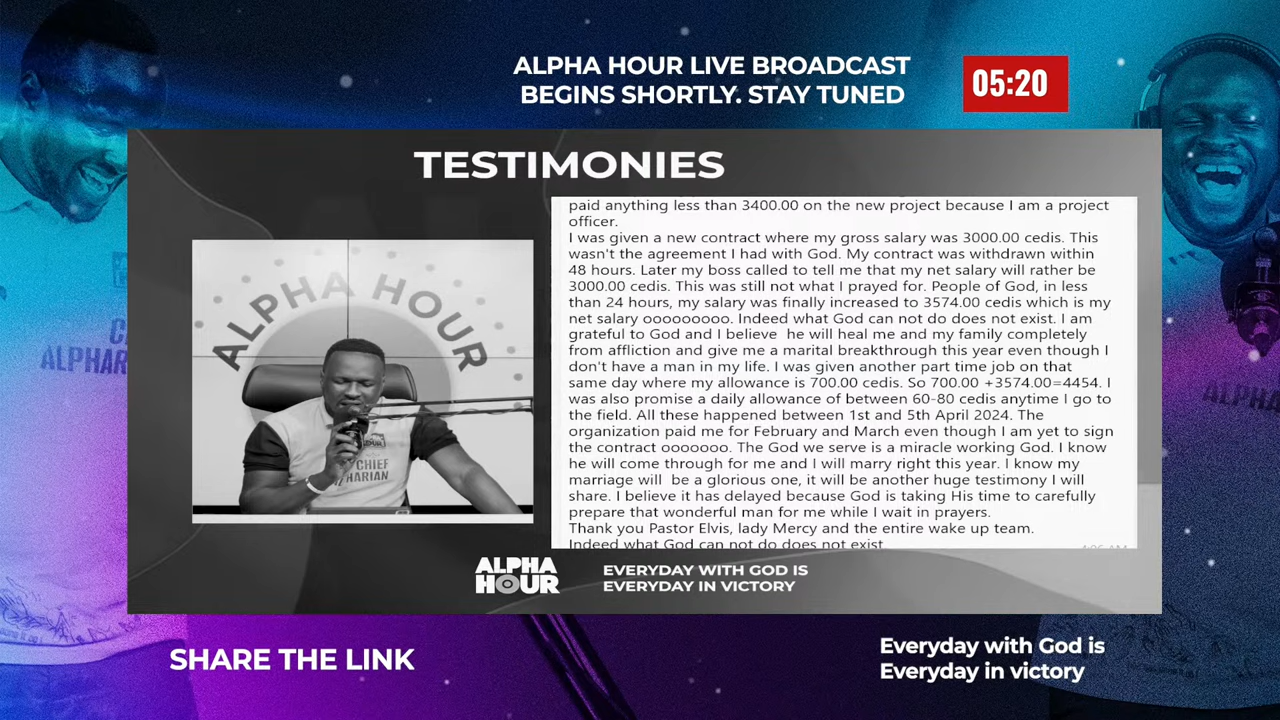 ALPHA HOUR LIVE BROADCAST
BEGINS SHORTLY. STAY TUNED
05:20
TESTIMONIES
paid anything less than 3400.00 on the new project because I am a project
officer.
I was given a new contract where my gross salary was 3000.00 cedis. This
wasn't the agreement I had with God. My contract was withdrawn within
48 hours. Later my boss called to tell me that my net salary will rather be
3000.00 cedis. This was still not what I prayed for. People of God, in less
than 24 hours, my salary was finally increased to 3574.00 cedis which is my
net salary ooooooooo. Indeed what God can not do does not exist. I am
grateful to God and I believe he will heal me and my family completely
from affliction and give me a marital breakthrough this year even though I
don't have a man in my life. I was given another part time job on that
same day where my allowance is 700.00 cedis. So 700.00 +3574.00=4454. I
was also promise a daily allowance of between 60-80 cedis anytime I go to
the field. All these happened between 1st and 5th April 2024. The
organization paid me for February and March even though I am yet to sign
the contract ooooooo. The God we serve is a miracle working God. I know
he will come through for me and I will marry right this year. I know my
marriage will be a glorious one, it will be another huge testimony I will
share. I believe it has delayed because God is taking His time to carefully
prepare that wonderful man for me while I wait in prayers.
Thank you Pastor Elvis, lady Mercy and the entire wake up team.
Indeed what God can not do does not exist
ALPHA HOUR
CHIEF
ALPHA
HOUR
EVERYDAY WITH GOD IS
EVERYDAY IN VICTORY
SHARE THE LINK
Everyday with God is
Everyday in victory